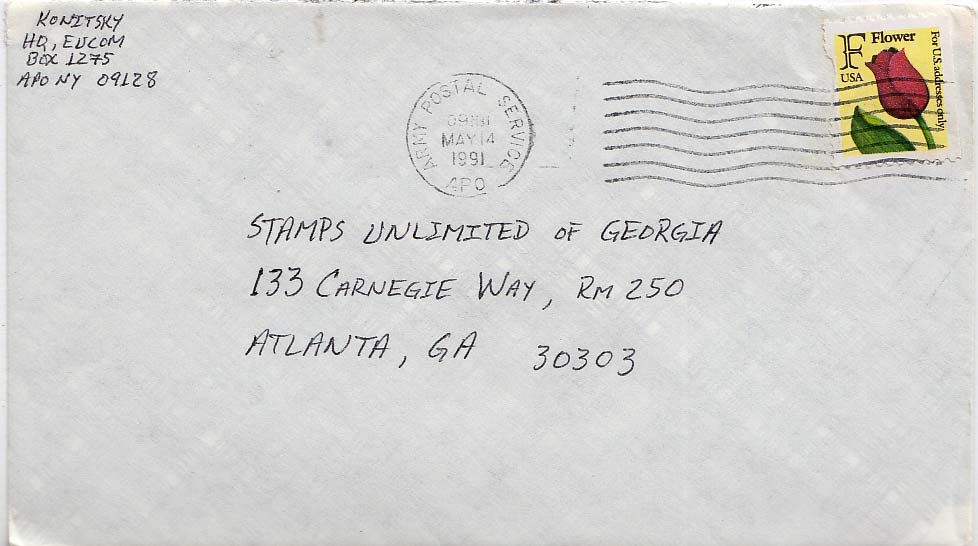 KONITSKY
HQ, EUCOM
BOX 1275
APO NY 09128
ARMY POSTAL SERVICE
MAY 14
1991
APO
F Flower
USA
For U.S. addresses only
STAMPS UNLIMITED OF GEORGIA
133 CARNEGIE WAY, RM 250
ATLANTA, GA 30303